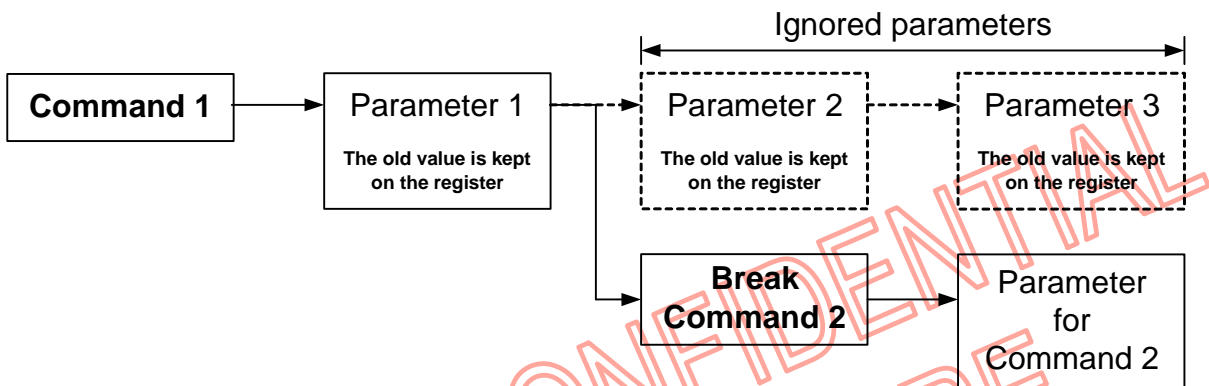 Ignored parameters
Command 1
Parameter 1
The old value is kept
on the register
Parameter 2
The old value is kept
on the register
Parameter 3
The old value is kept
on the register
Break
Command 2
Parameter
for
Command 2